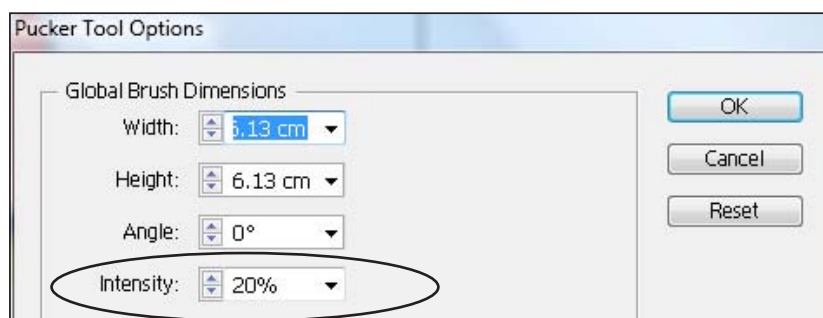 Pucker Tool Options
Global Brush Dimensions
Width: 6.13 cm
Height: 6.13 cm
Angle: 0°
Intensity: 20%
OK
Cancel
Reset